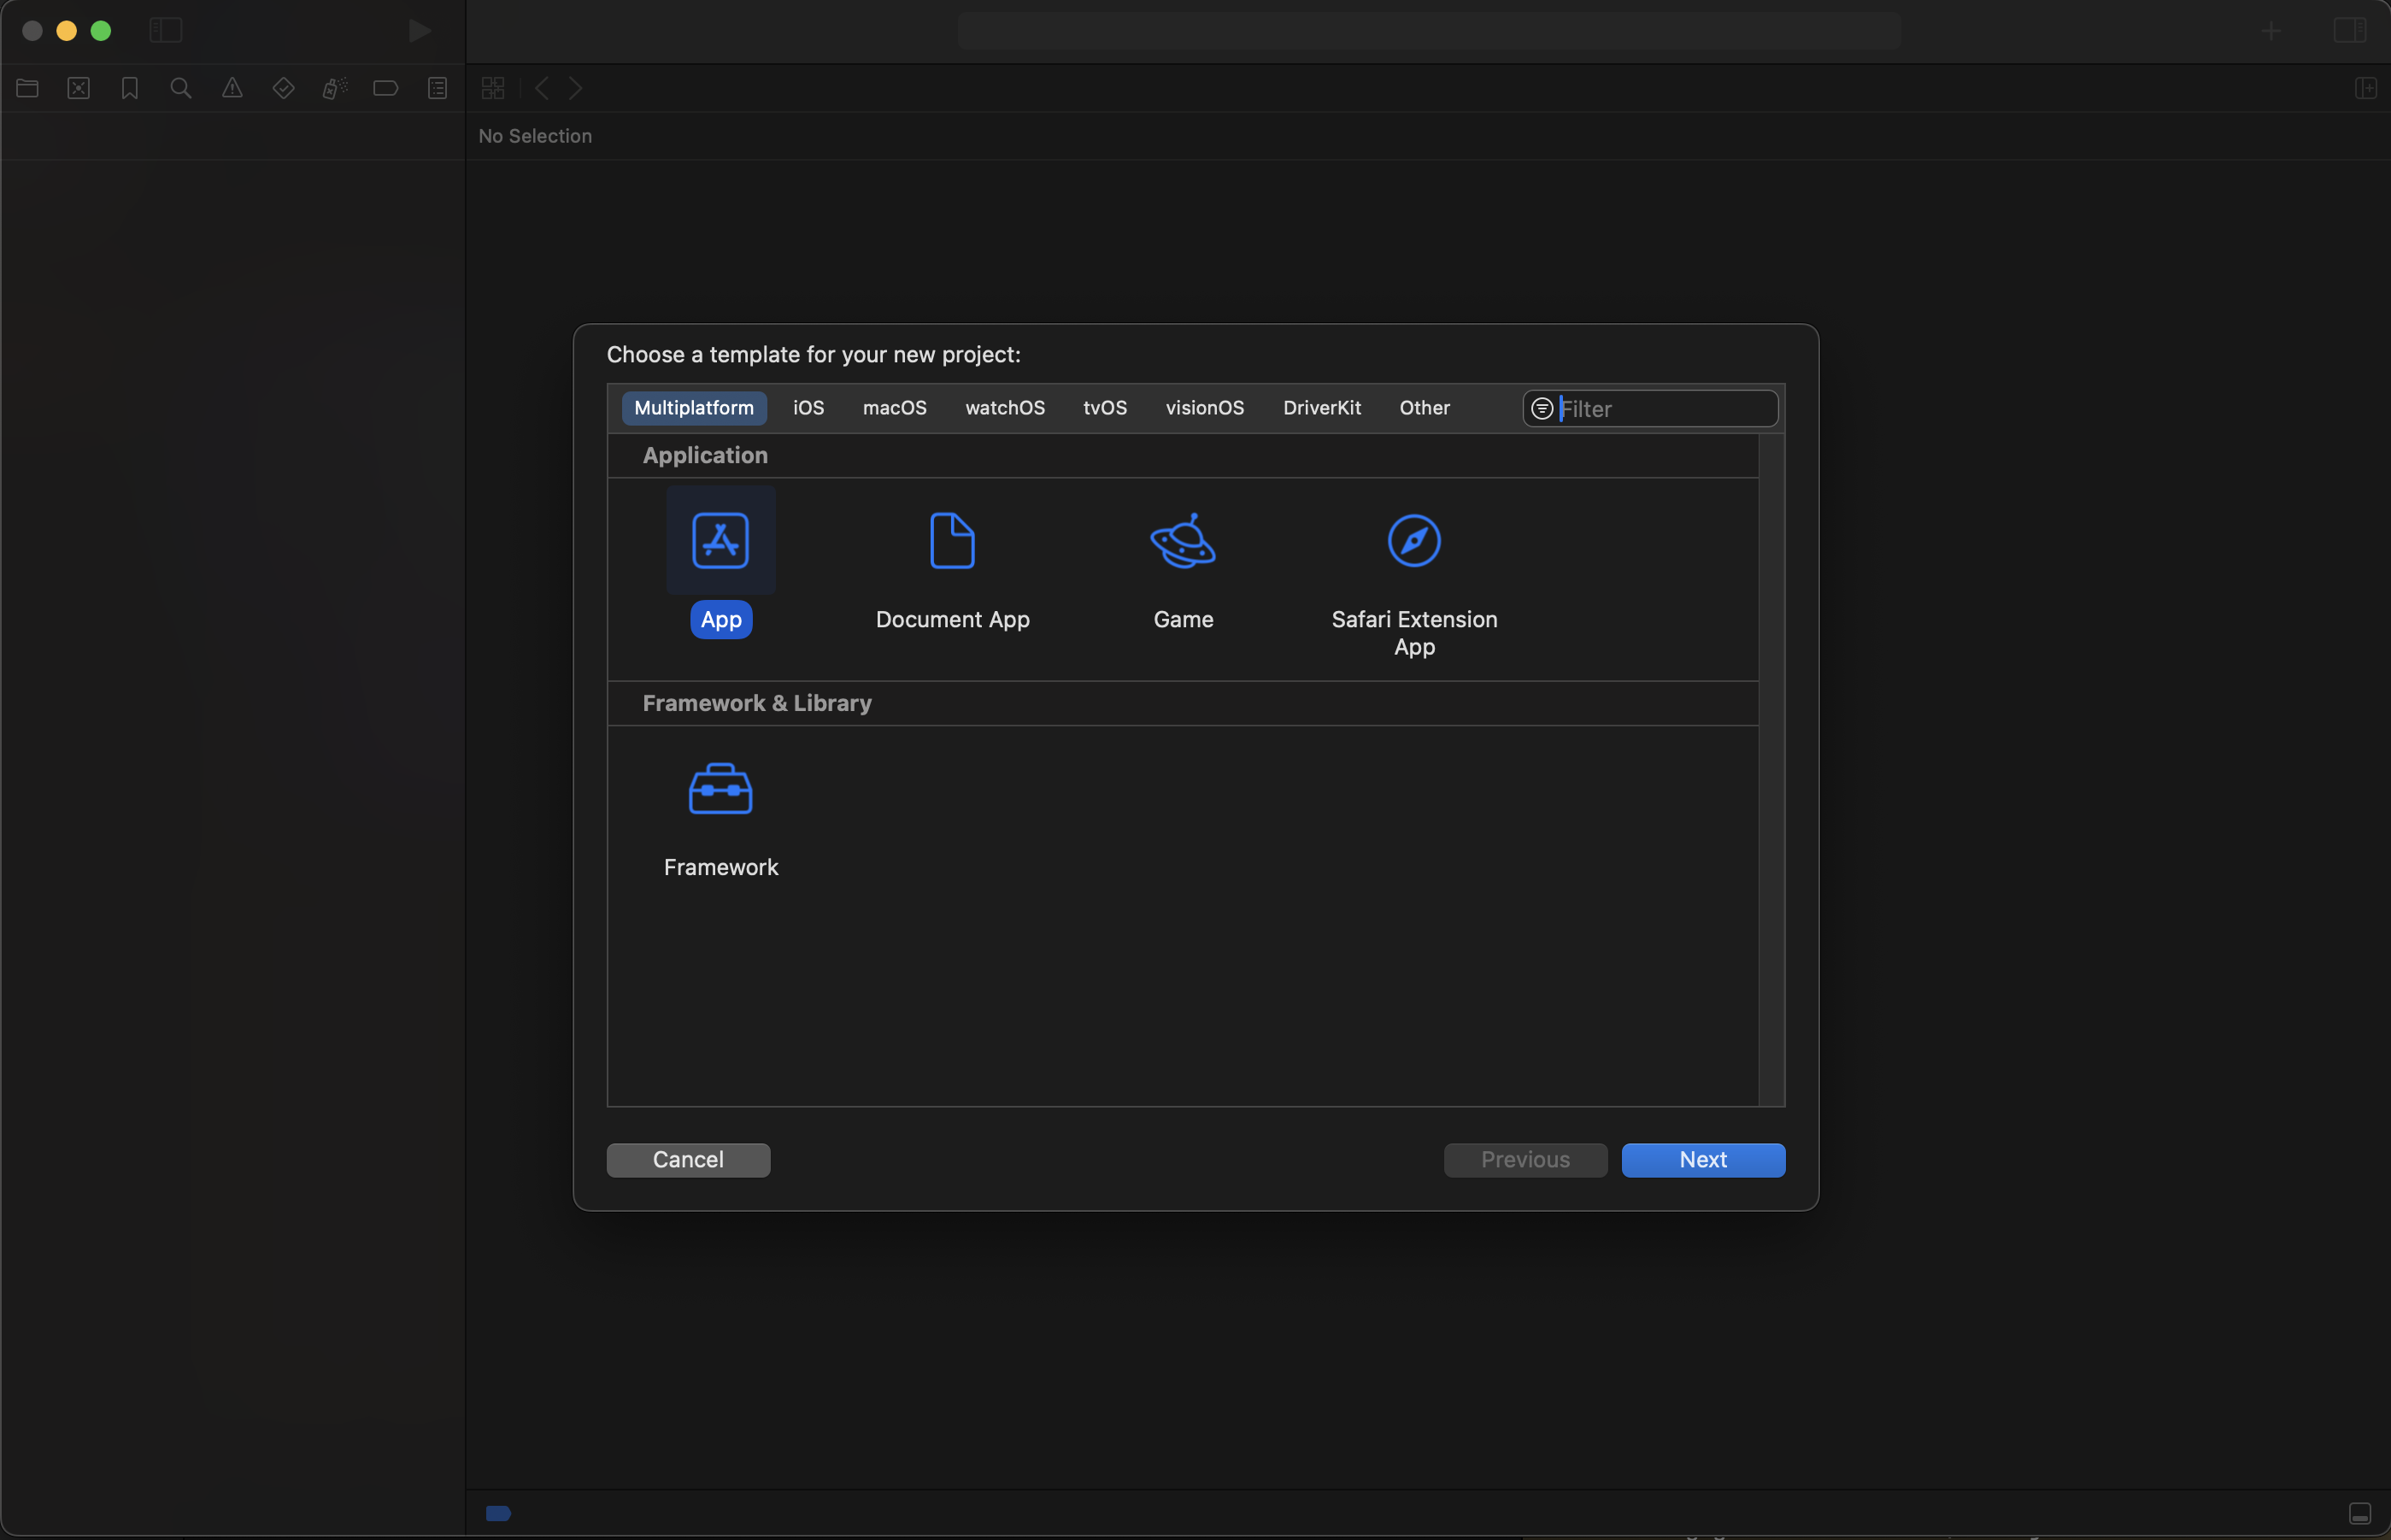 No Selection
Choose a template for your new project:
Multiplatform iOS macOS watchOS tvOS visionOS DriverKit Other Filter
Application
App Document App Game Safari Extension
App
Framework & Library
Framework
Cancel Previous Next